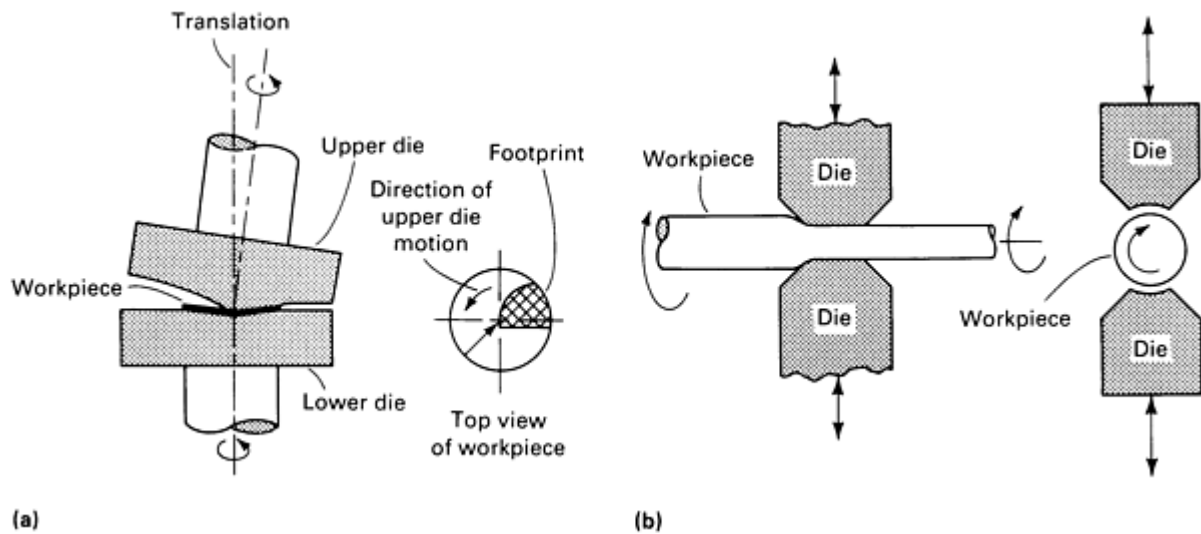 Translation
Upper die
Footprint
Direction of
upper die
motion
Workpiece
Lower die
Top view
of workpiece
(a)
Workpiece
Die
Die
Die
Workpiece
Die
(b)